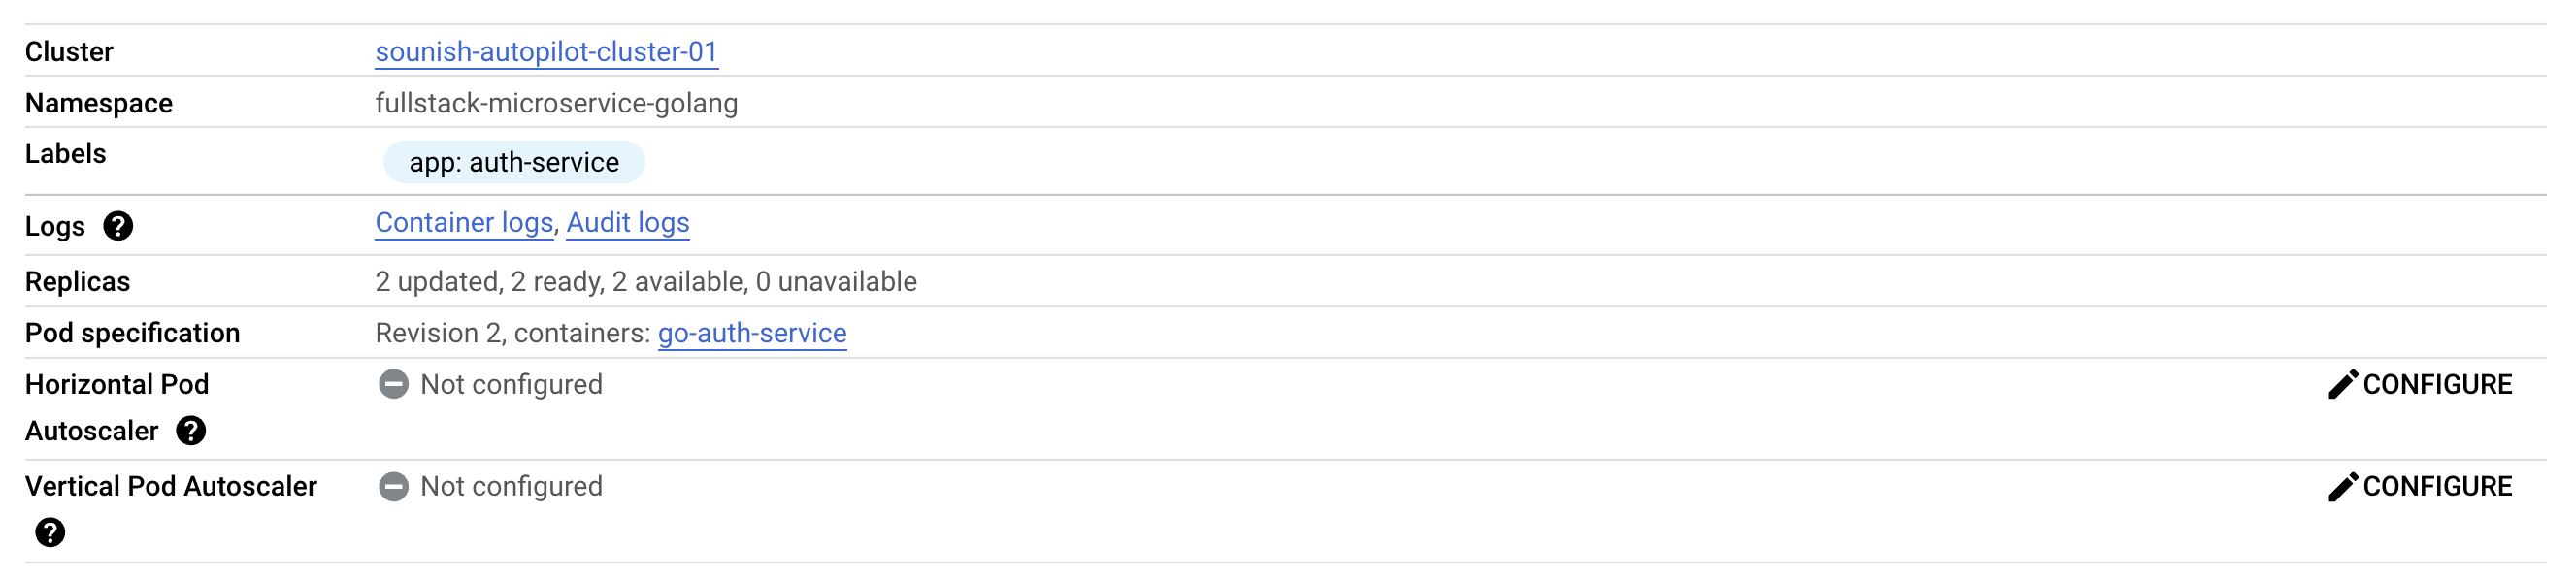 Cluster sounish-autopilot-cluster-01
Namespace fullstack-microservice-golang
Labels app: auth-service
Logs Container logs, Audit logs
Replicas 2 updated, 2 ready, 2 available, 0 unavailable
Pod specification Revision 2, containers: go-auth-service
Horizontal Pod Not configured CONFIGURE
Autoscaler
Vertical Pod Autoscaler Not configured CONFIGURE